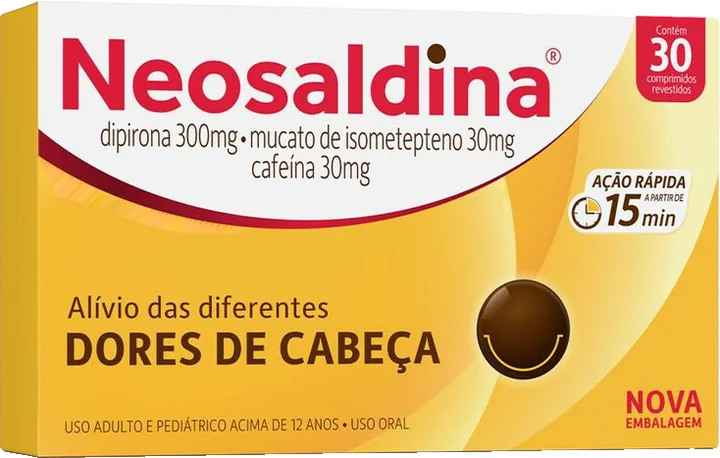 Neosaldina®
dipirona 300mg • mucato de isometepteno 30mg
cafeína 30mg
Contém
30
comprimidos
revestidos
AÇÃO RÁPIDA
A PARTIR DE
15 min
Alívio das diferentes
DORES DE CABEÇA
USO ADULTO E PEDIÁTRICO ACIMA DE 12 ANOS • USO ORAL
NOVA
EMBALAGEM